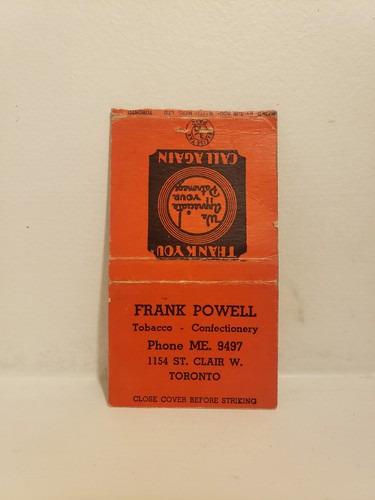 FRANK POWELL
Tobacco - Confectionery
Phone ME. 9497
1154 ST. CLAIR W.
TORONTO
CLOSE COVER BEFORE STRIKING
THANK YOU
We
Appreciate
YOUR
Patronage
CALL AGAIN
TORONTO